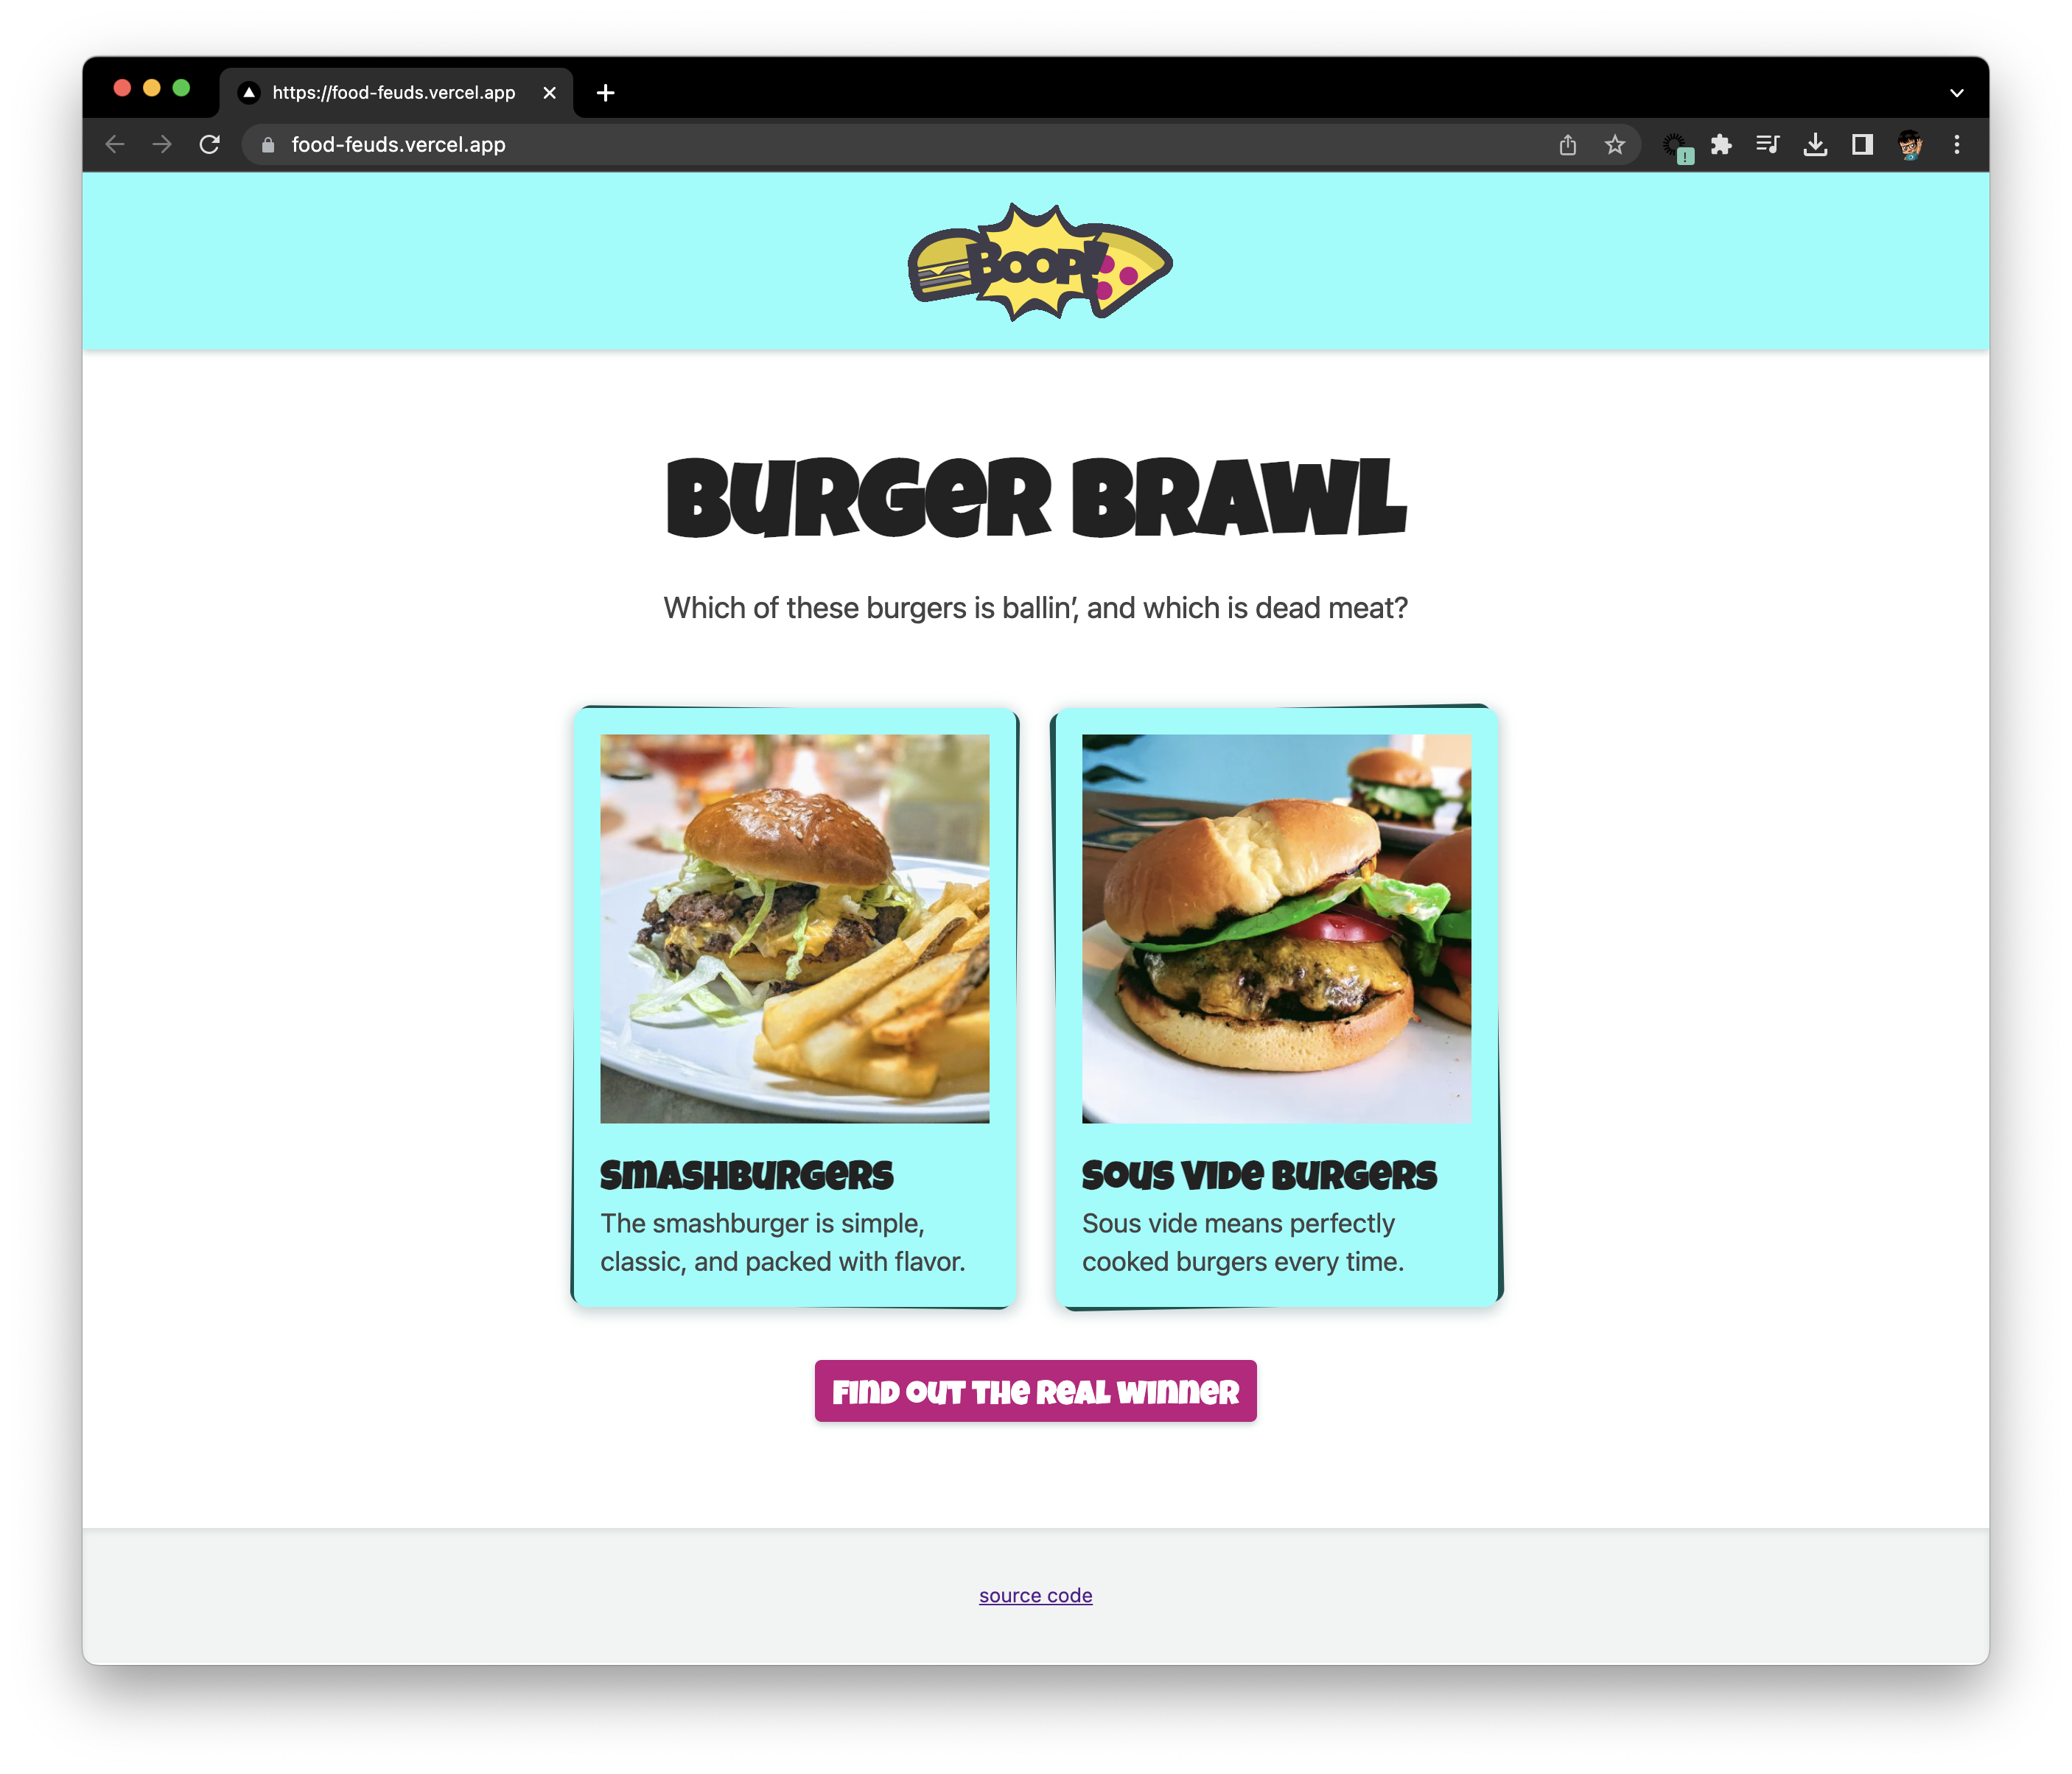 https://food-feuds.vercel.app
food-feuds.vercel.app
BOOP!
BURGER BRAWL
Which of these burgers is ballin’, and which is dead meat?
SMASHBURGERS
The smashburger is simple,
classic, and packed with flavor.
SOUS VIDE BURGERS
Sous vide means perfectly
cooked burgers every time.
FIND OUT THE REAL WINNER
source code